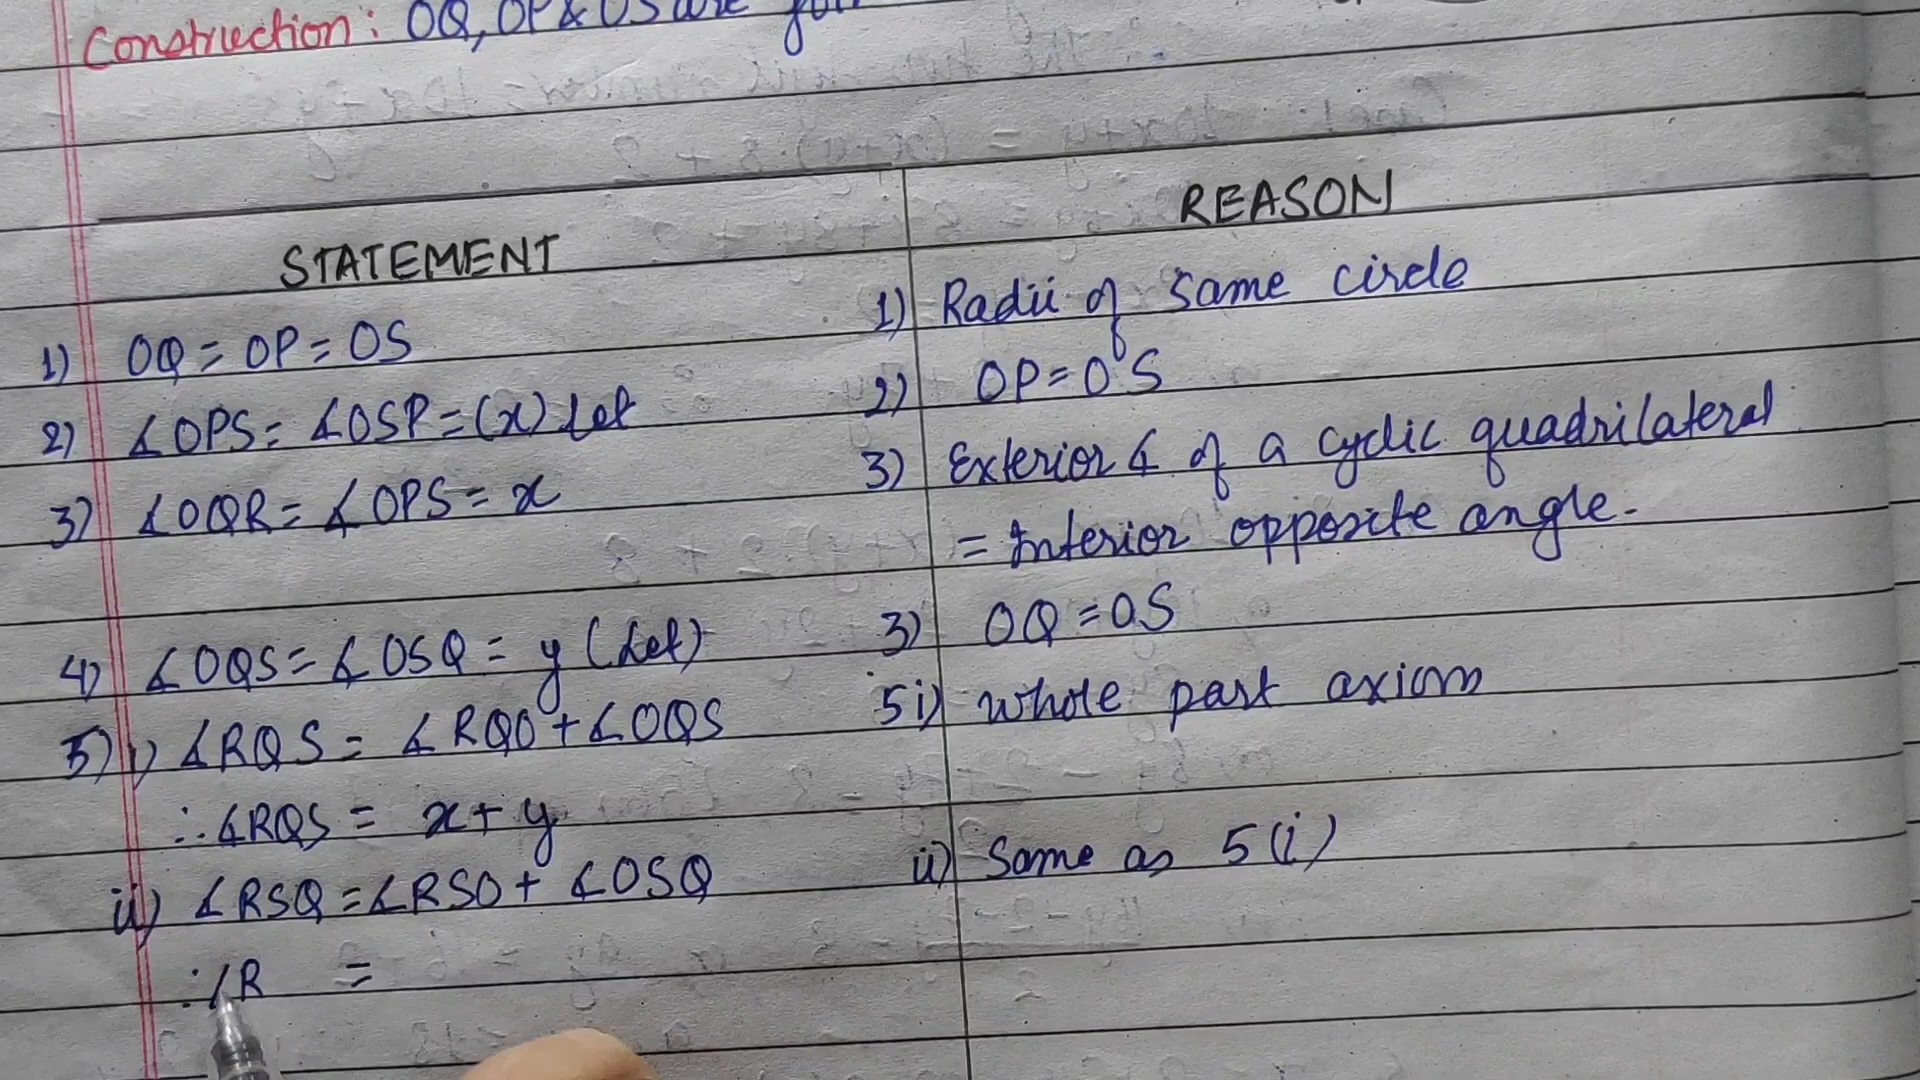 Construction: OQ, OP & OS are
STATEMENT
REASON
1) OQ = OP = OS
1) Radii of same circle
2) ∡OPS = ∡OSP = (x) Let
2) OP = OS
3) ∡OQR = ∡OPS = x
3) Exterior ∡ of a cyclic quadrilateral
= Interior opposite angle.
4) ∡OQS = ∡OSQ = y (Let)
3) OQ = OS
5) i) ∡RQS = ∡RQO + ∡OQS
5i) whole part axiom
∴ ∡RQS = x + y
ii) ∡RSQ = ∡RSO + ∡OSQ
ii) Same as 5(i)
∴ ∠R =